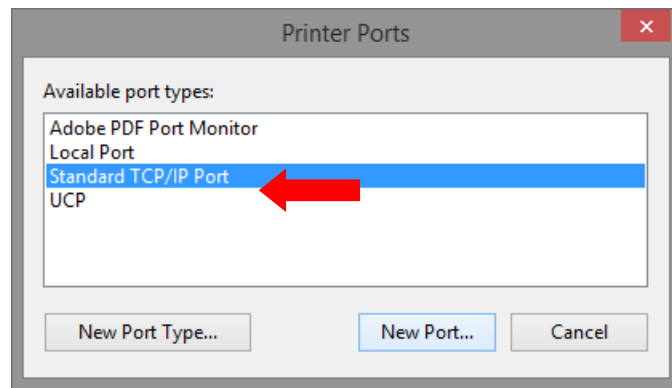 Printer Ports
Available port types:
Adobe PDF Port Monitor
Local Port
Standard TCP/IP Port
UCP
New Port Type...
New Port...
Cancel